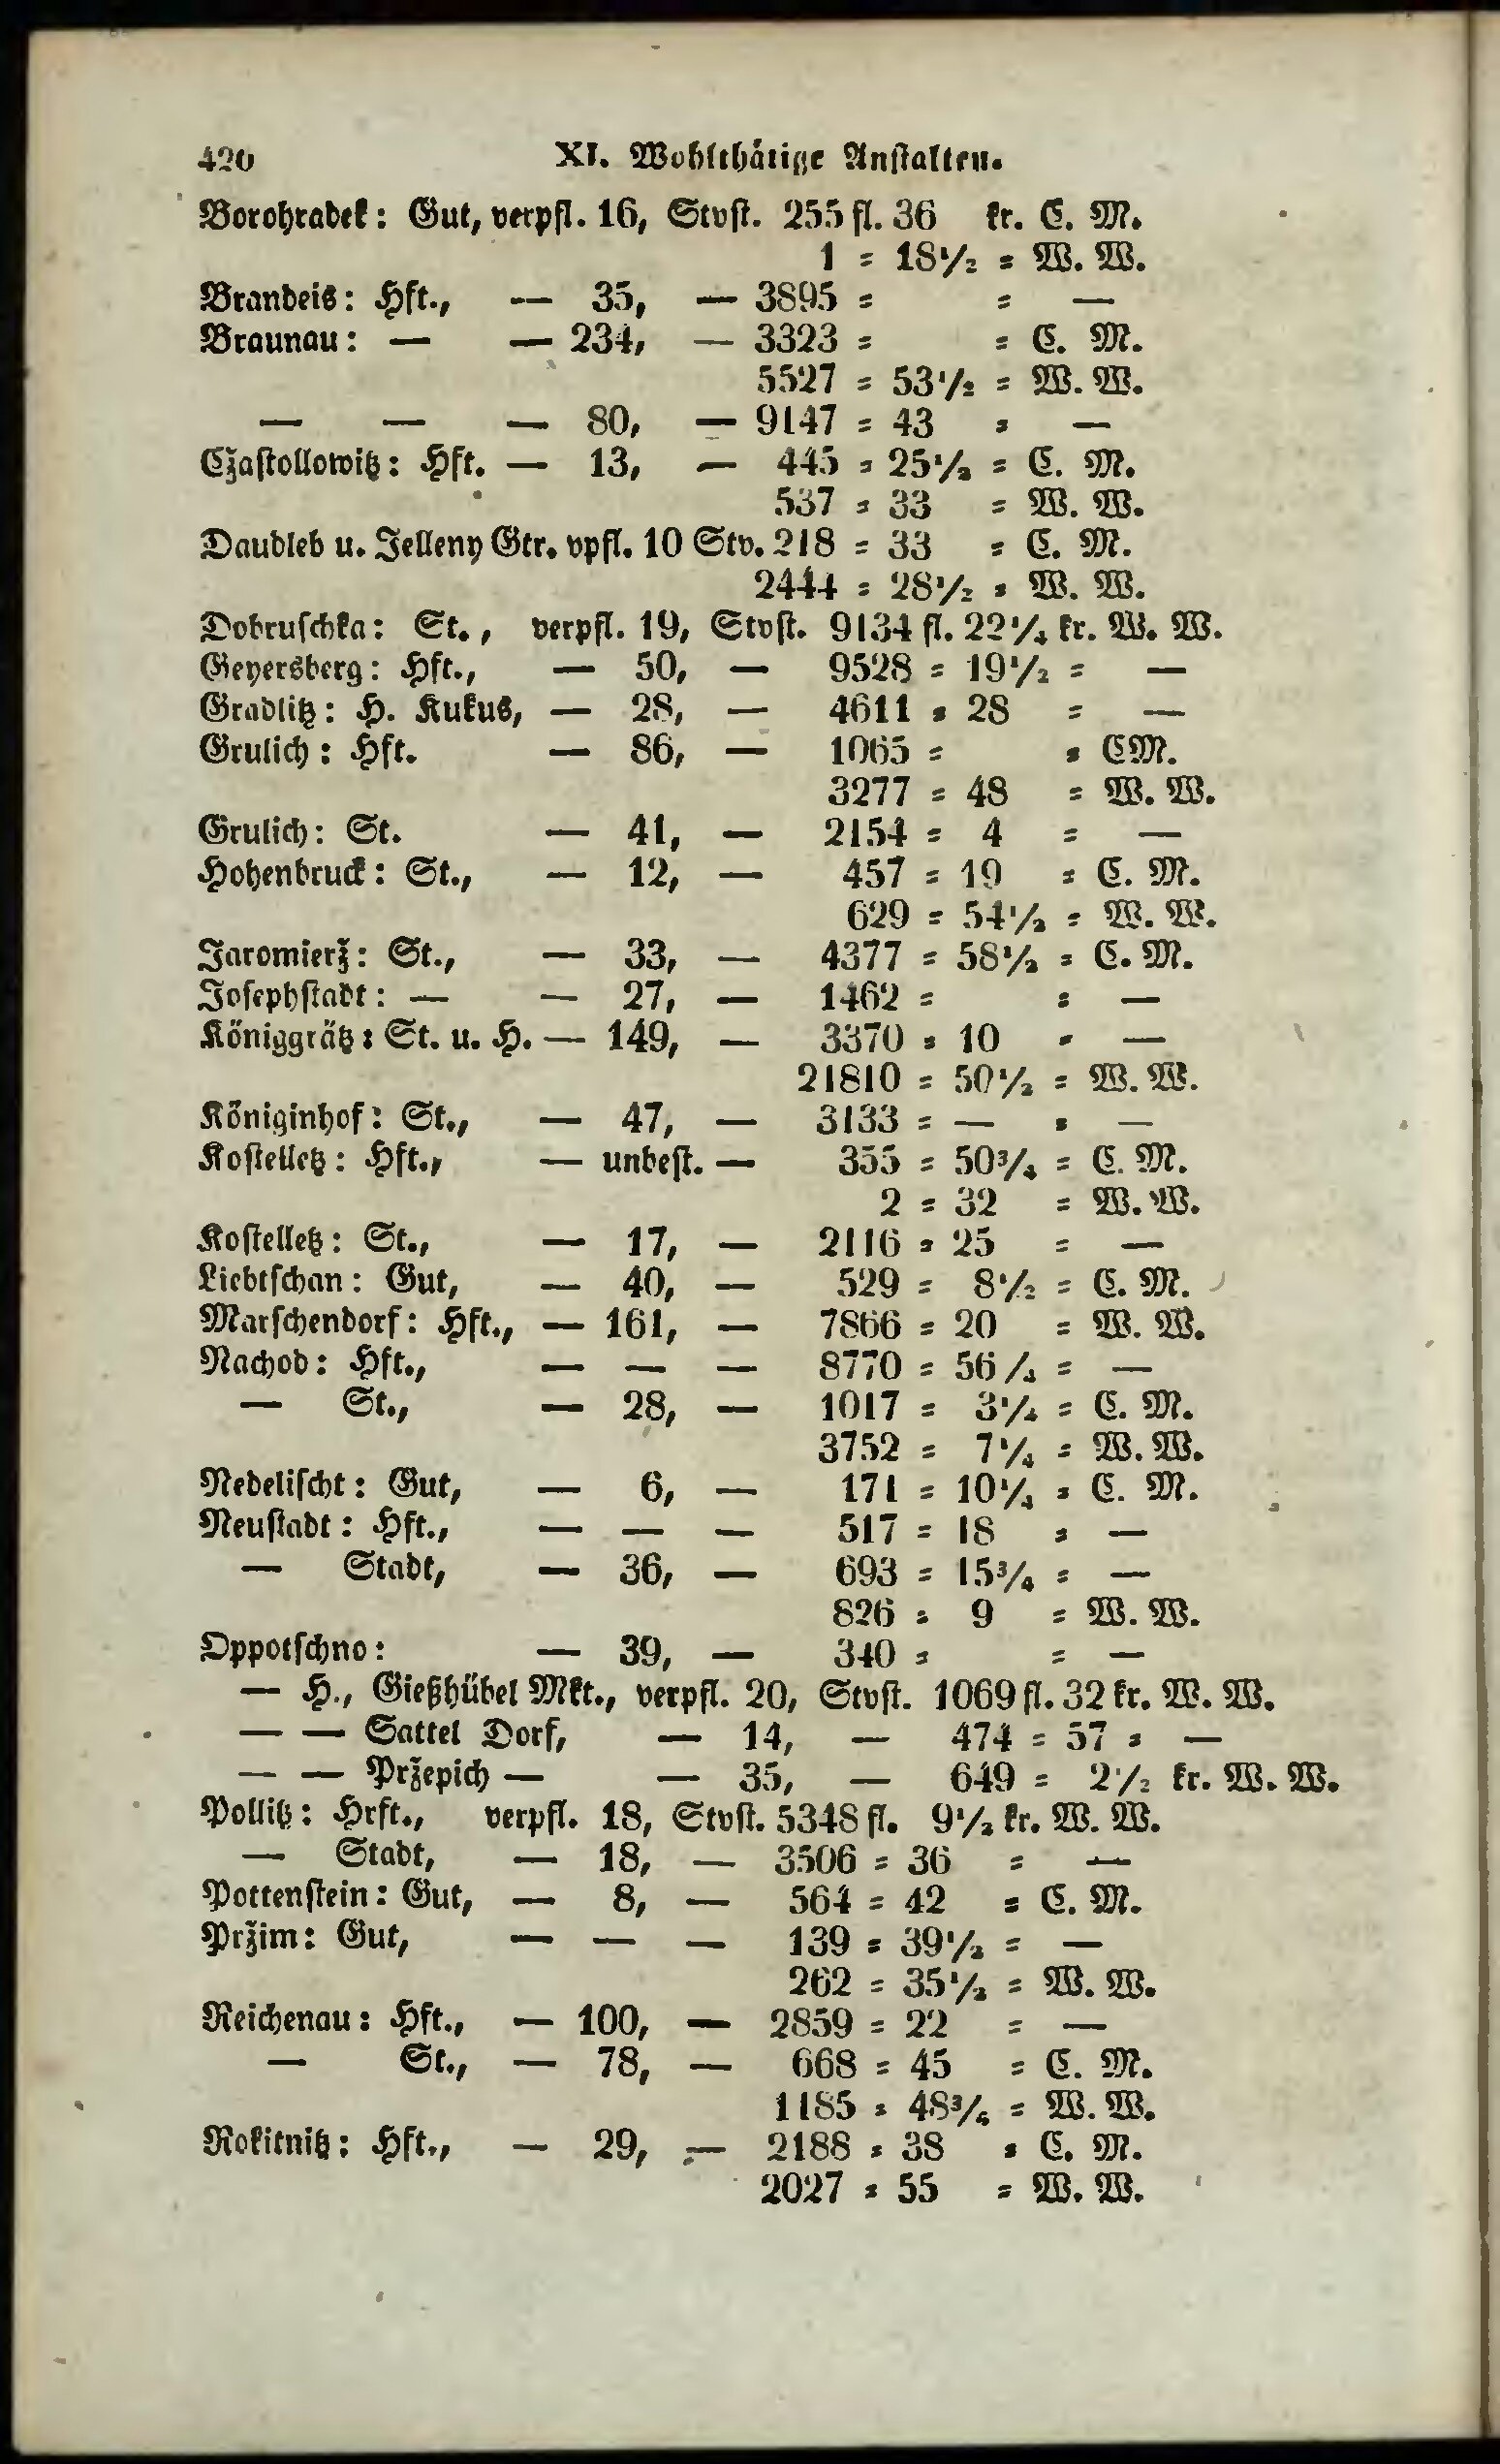 420 XI. Wohlthätige Anstalten.
Borohradek: Gut, verpfl. 16, Stvst. 255 fl. 36 kr. C. M.
1 = 18½ = W. W.
Brandeis: Hft., — 35, — 3895 = = —
Braunau: — — 234, — 3323 = = C. M.
5527 = 53½ = W. W.
— — — 80, — 9147 = 43 = —
Cžastollowitz: Hft. — 13, — 445 = 25½ = C. M.
537 = 33 = W. W.
Daudleb u. Jelleny Gtr. vpfl. 10 Stv. 218 = 33 = C. M.
2444 = 28½ = W. W.
Dobruschka: St., verpfl. 19, Stvst. 9134 fl. 22¼ kr. W. W.
Geyersberg: Hft., — 50, — 9528 = 19½ = —
Gradlitz: H. Kukus, — 28, — 4611 = 28 = —
Grulich: Hft. — 86, — 1065 = = CM.
3277 = 48 = W. W.
Grulich: St. — 41, — 2154 = 4 = —
Hohenbruck: St., — 12, — 457 = 19 = C. M.
629 = 54½ = W. W.
Jaromierž: St., — 33, — 4377 = 58½ = C. M.
Josephstadt: — — 27, — 1462 = = —
Königgrätz: St. u. H. — 149, — 3370 = 10 = —
21810 = 50½ = W. W.
Königinhof: St., — 47, — 3133 = — = —
Kostelletz: Hft., — unbest. — 355 = 50¾ = C. M.
2 = 32 = W. W.
Kostelletz: St., — 17, — 2116 = 25 = —
Liebtschan: Gut, — 40, — 529 = 8½ = C. M.
Marschendorf: Hft., — 161, — 7866 = 20 = W. W.
Nachod: Hft., — — — 8770 = 56 /4 = —
— St., — 28, — 1017 = 3¼ = C. M.
3752 = 7¼ = W. W.
Nedelischt: Gut, — 6, — 171 = 10¼ = C. M.
Neustadt: Hft., — — — 517 = 18 = —
— Stadt, — 36, — 693 = 15¾ = —
826 = 9 = W. W.
Oppotschno: — 39, — 340 = = —
— H., Gießhübel Mkt., verpfl. 20, Stvst. 1069 fl. 32 kr. W. W.
— — Sattel Dorf, — 14, — 474 = 57 = —
— — Pržepich — — 35, — 649 = 2½ kr. W. W.
Pollitz: Hrft., verpfl. 18, Stvst. 5348 fl. 9½ kr. W. W.
— Stadt, — 18, — 3506 = 36 = —
Pottenstein: Gut, — 8, — 564 = 42 = C. M.
Pržim: Gut, — — — 139 = 39½ = —
262 = 35½ = W. W.
Reichenau: Hft., — 100, — 2859 = 22 = —
— St., — 78, — 668 = 45 = C. M.
1185 = 48¾ = W. W.
Rokitnitz: Hft., — 29, — 2188 = 38 = C. M.
2027 = 55 = W. W.